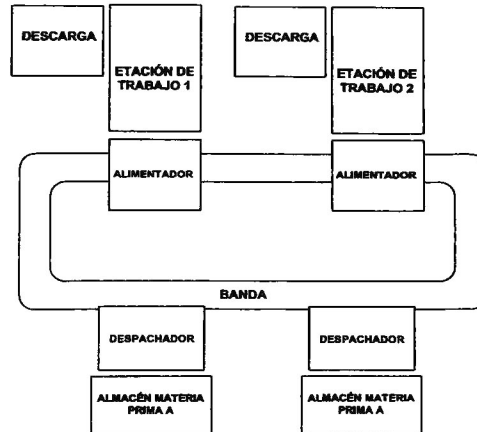 DESCARGA
ETACIÓN DE
TRABAJO 1
DESCARGA
ETACIÓN DE
TRABAJO 2
ALIMENTADOR
ALIMENTADOR
BANDA
DESPACHADOR
DESPACHADOR
ALMACÉN MATERIA
PRIMA A
ALMACÉN MATERIA
PRIMA A